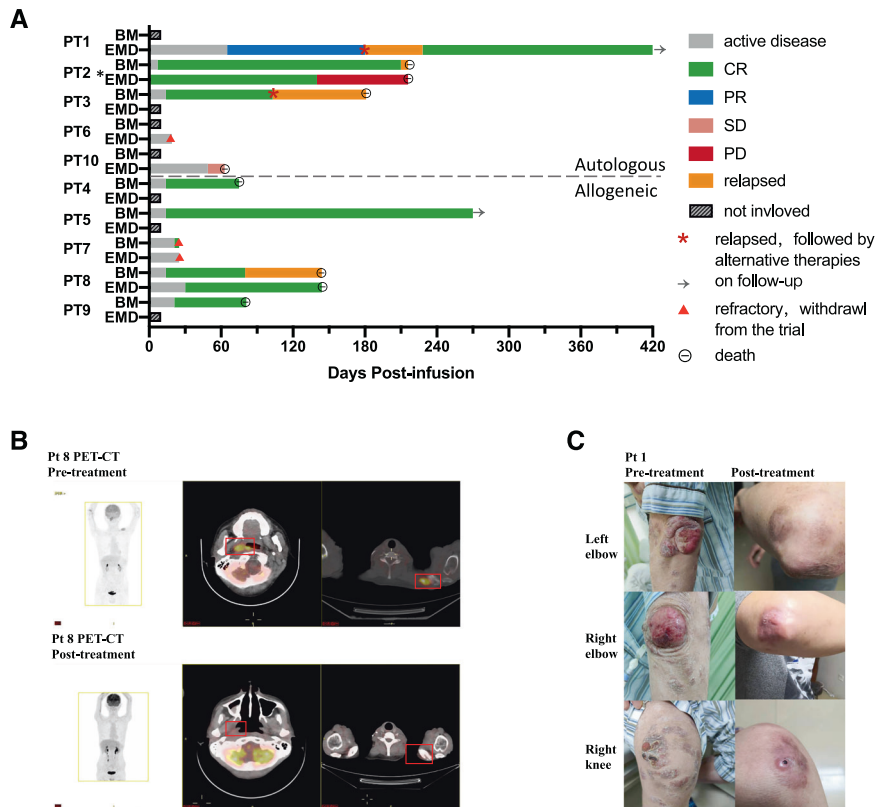 A
PT1 BM
EMD
PT2 * BM
EMD
PT3 BM
EMD
PT6 BM
EMD
PT10 BM
EMD
Autologous
Allogeneic
PT4 BM
EMD
PT5 BM
EMD
PT7 BM
EMD
PT8 BM
EMD
PT9 BM
EMD
0 60 120 180 240 300 360 420
Days Post-infusion
active disease
CR
PR
SD
PD
relapsed
not invloved
* relapsed, followed by
alternative therapies
→ on follow-up
refractory, withdrawl
from the trial
death
B
Pt 8 PET-CT
Pre-treatment
Pt 8 PET-CT
Post-treatment
C
Pt 1
Pre-treatment Post-treatment
Left
elbow
Right
elbow
Right
knee